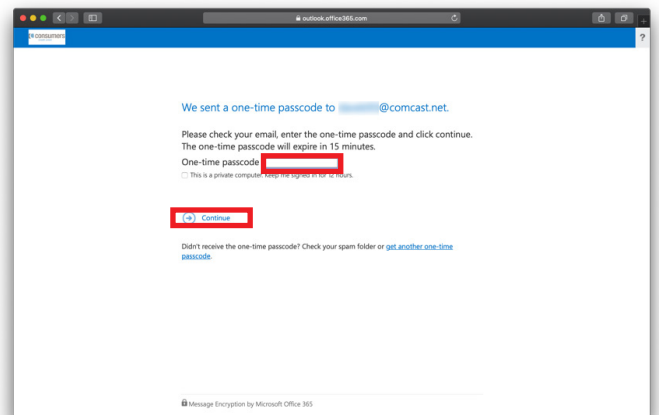 outlook.office365.com
consumers
?
We sent a one-time passcode to @comcast.net.
Please check your email, enter the one-time passcode and click continue.
The one-time passcode will expire in 15 minutes.
One-time passcode
This is a private computer. Keep me signed in for 12 hours.
Continue
Didn't receive the one-time passcode? Check your spam folder or get another one-time
passcode.
Message Encryption by Microsoft Office 365